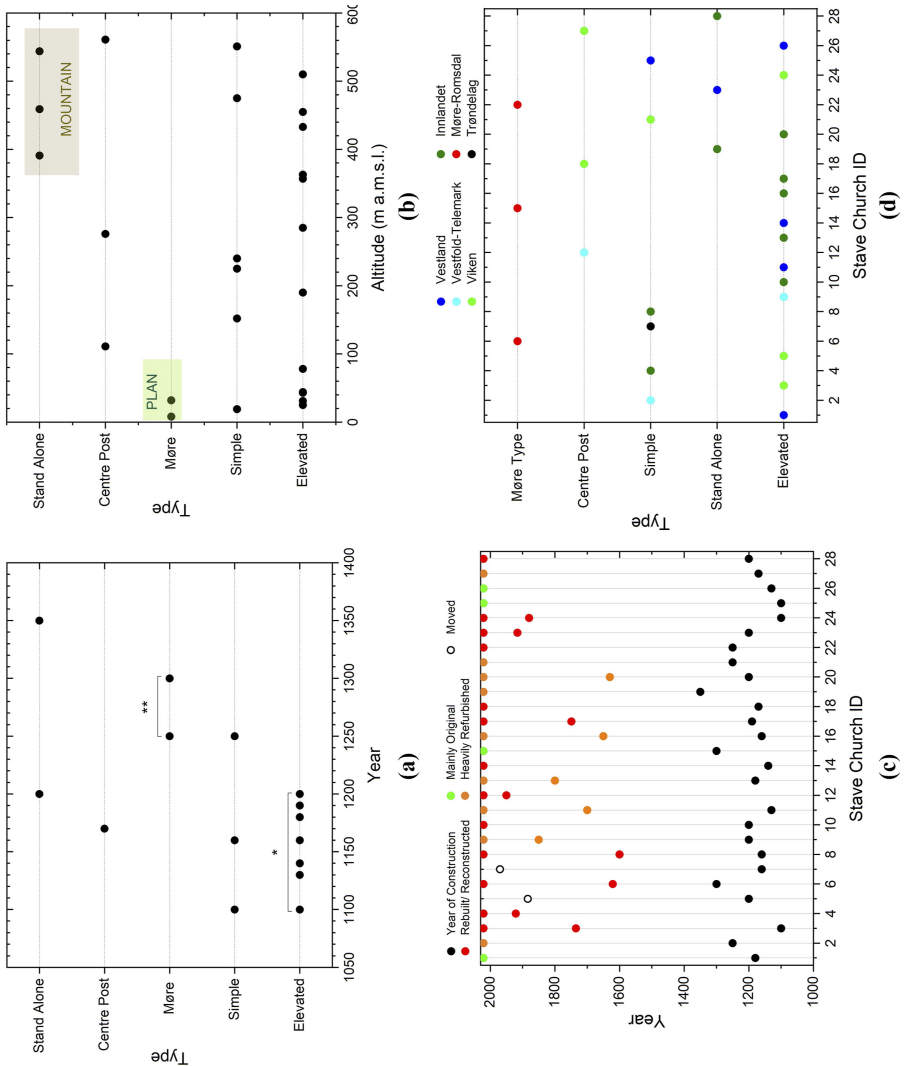 Stand Alone
Centre Post
Møre
Simple
Elevated
Type
**
*
1050 1100 1150 1200 1250 1300 1350 1400
Year
(a)
Stand Alone
Centre Post
Møre
Simple
Elevated
Type
MOUNTAIN
PLAN
0 100 200 300 400 500 600
Altitude (m a.m.s.l.)
(b)
Year of Construction
Rebuilt/ Reconstructed
Mainly Original
Heavily Refurbished
Moved
2000
1800
1600
1400
1200
1000
Year
2 4 6 8 10 12 14 16 18 20 22 24 26 28
Stave Church ID
(c)
Vestland
Vestfold-Telemark
Viken
Innlandet
Møre-Romsdal
Trøndelag
Møre Type
Centre Post
Simple
Stand Alone
Elevated
Type
2 4 6 8 10 12 14 16 18 20 22 24 26 28
Stave Church ID
(d)